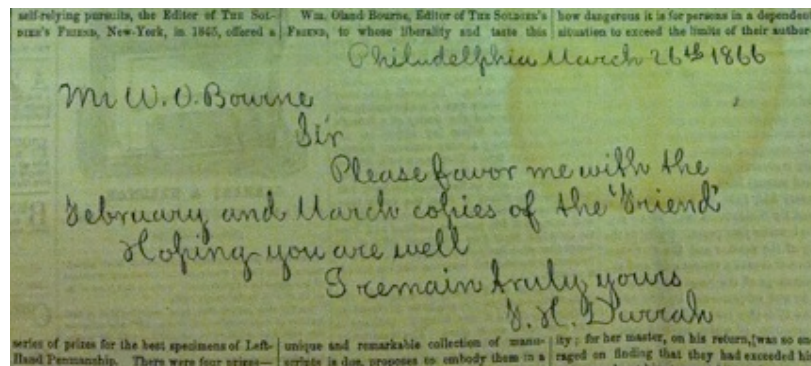 self-relying pursuits, the Editor of THE SOL-
DIER'S FRIEND, New-York, in 1865, offered a
Wm. Oland Bourne, Editor of THE SOLDIER'S
FRIEND, to whose liberality and taste this
how dangerous it is for persons in a dependen
situation to exceed the limits of their author-
Philadelphia March 26th 1866
Mr W. O. Bourne
Sir
Please favor me with the
February and March copies of the "Friend"
Hoping you are well
I remain truly yours
F. H. Durrah
series of prizes for the best specimens of Left-
Hand Penmanship. There were four prizes—
unique and remarkable collection of manu-
scripts is due, proposes to embody them in a
ity; for her master, on his return, was so en-
raged on finding that they had exceeded his